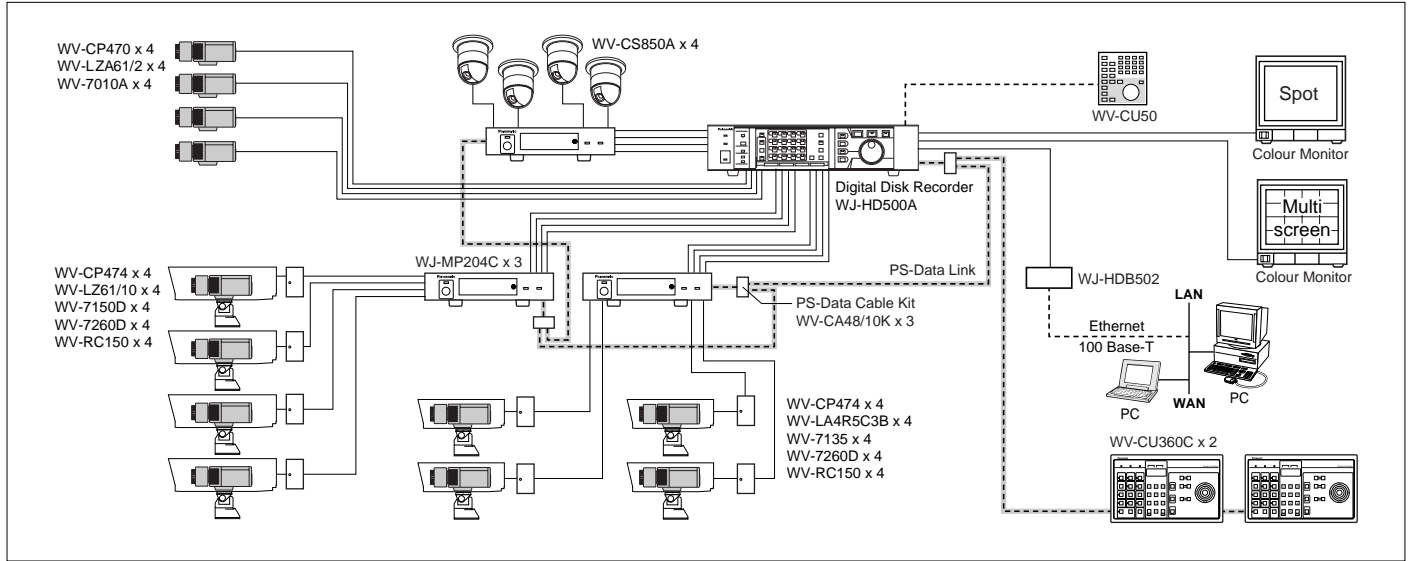 WV-CP470 x 4
WV-LZA61/2 x 4
WV-7010A x 4
WV-CS850A x 4
WV-CU50
Spot
Colour Monitor
Digital Disk Recorder
WJ-HD500A
Multi
screen
Colour Monitor
WJ-MP204C x 3
PS-Data Link
PS-Data Cable Kit
WV-CA48/10K x 3
WJ-HDB502
LAN
Ethernet
100 Base-T
PC
WAN
PC
WV-CP474 x 4
WV-LZ61/10 x 4
WV-7150D x 4
WV-7260D x 4
WV-RC150 x 4
WV-CP474 x 4
WV-LA4R5C3B x 4
WV-7135 x 4
WV-7260D x 4
WV-RC150 x 4
WV-CU360C x 2
Panasonic
Panasonic
Panasonic